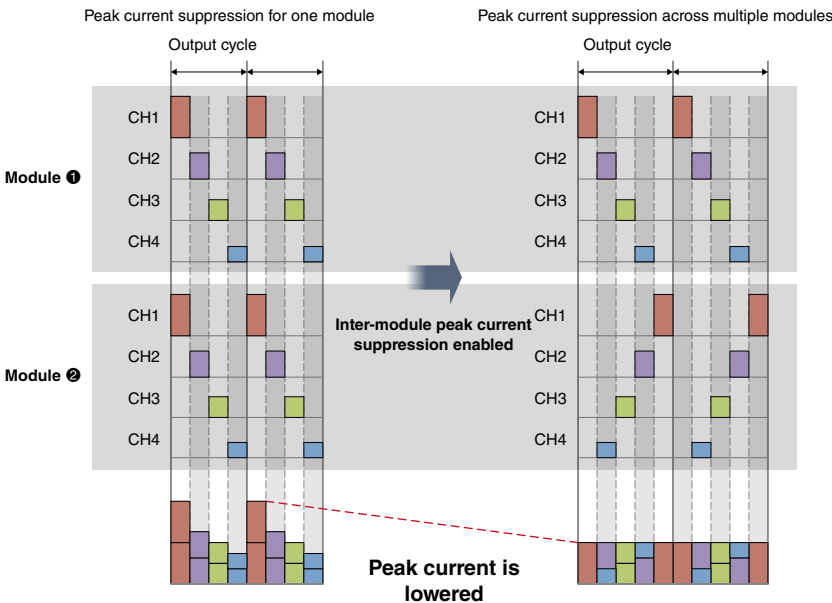 Peak current suppression for one module
Peak current suppression across multiple modules
Output cycle
Output cycle
CH1
CH2
CH3
CH4
Module ❶
CH1
CH2
CH3
CH4
Module ❷
CH1
CH2
CH3
CH4
CH1
CH2
CH3
CH4
Inter-module peak current
suppression enabled
Peak current is
lowered